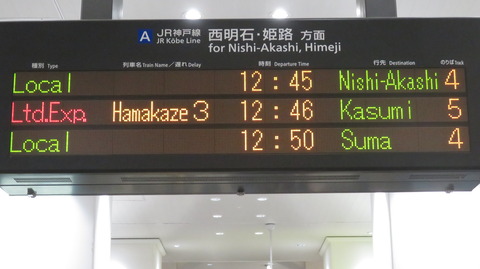 A JR神戸線 西明石・姫路 方面
JR Kōbe Line for Nishi-Akashi, Himeji
種別 Type 列車名 Train Name / 遅れ Delay 時刻 Departure Time 行先 Destination のりば Track
Local 12:45 Nishi-Akashi 4
Ltd.Exp. Hamakaze 3 12:46 Kasumi 5
Local 12:50 Suma 4